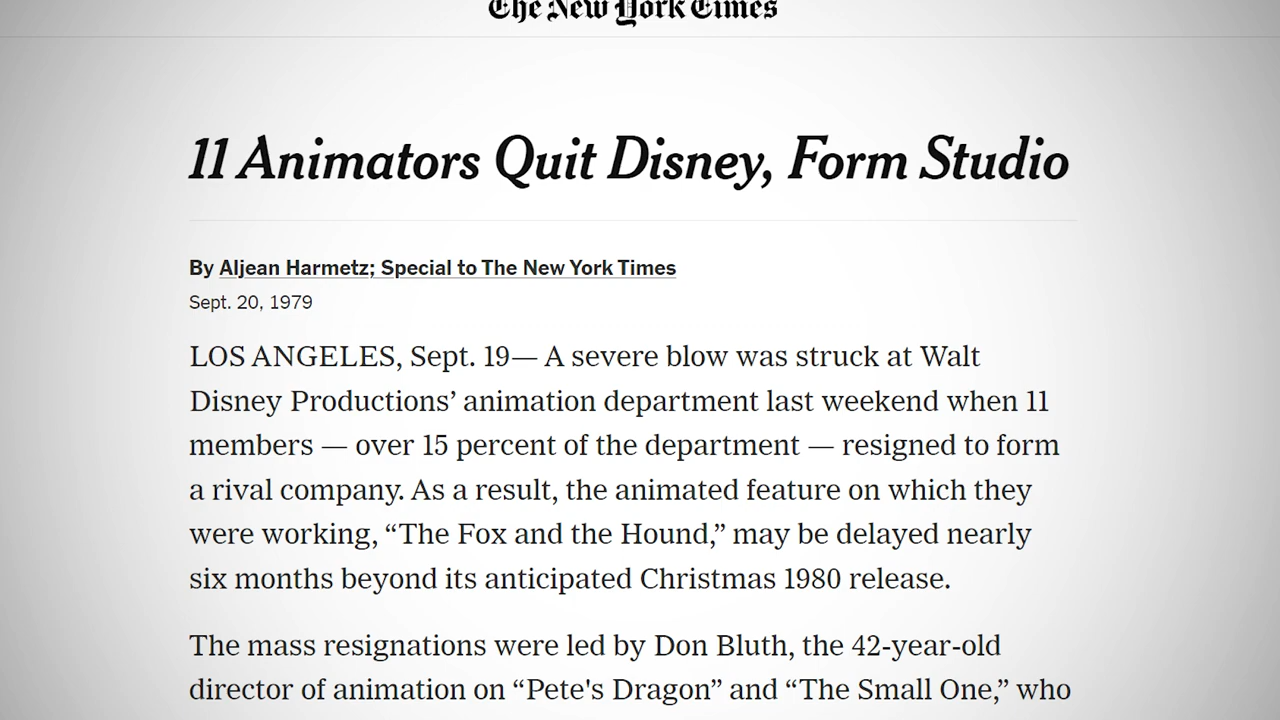 The New York Times
11 Animators Quit Disney, Form Studio
By Aljean Harmetz; Special to The New York Times
Sept. 20, 1979
LOS ANGELES, Sept. 19— A severe blow was struck at Walt
Disney Productions’ animation department last weekend when 11
members — over 15 percent of the department — resigned to form
a rival company. As a result, the animated feature on which they
were working, “The Fox and the Hound,” may be delayed nearly
six months beyond its anticipated Christmas 1980 release.
The mass resignations were led by Don Bluth, the 42-year-old
director of animation on “Pete's Dragon” and “The Small One,” who